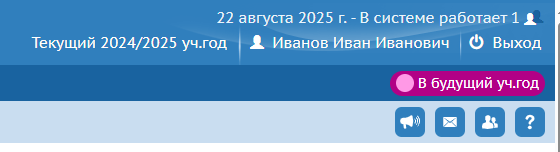 22 августа 2025 г. - В системе работает 1
Текущий 2024/2025 уч.год Иванов Иван Иванович Выход
В будущий уч.год
?